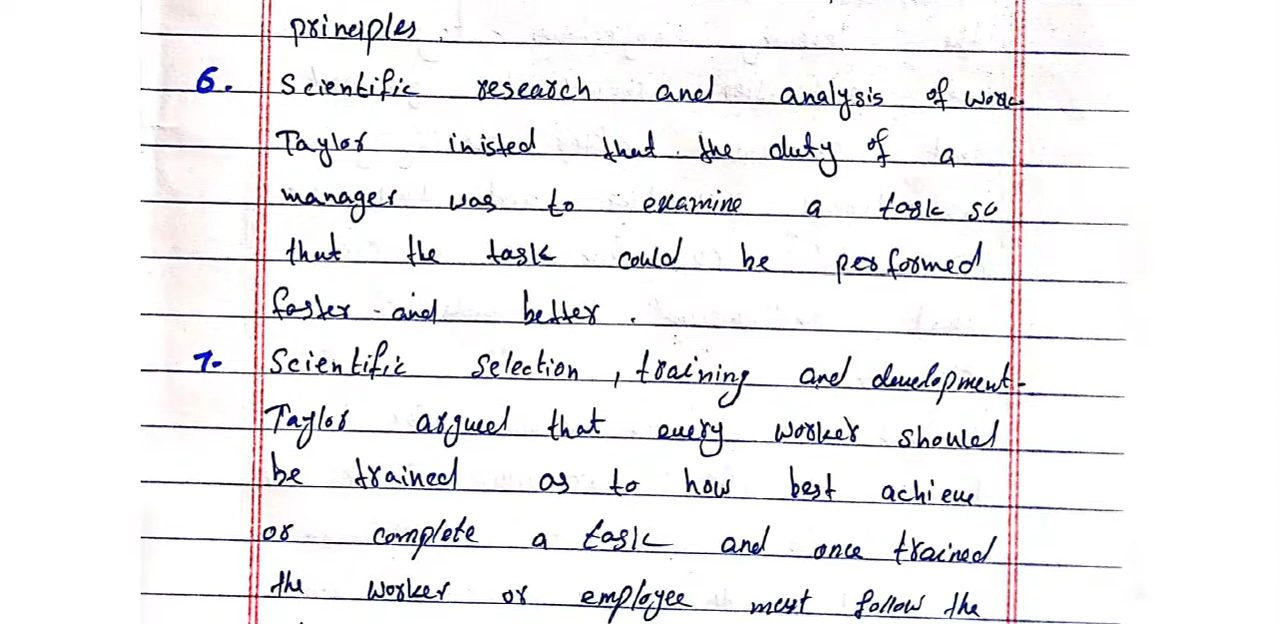 principles.
6. Scientific research and analysis of work
Taylor inisted that the duty of a
manager was to examine a task so
that the task could be performed
faster and better.
7. Scientific selection, training and development-
Taylor argued that every worker should
be trained as to how best achieve
or complete a task and once trained
the worker or employee must follow the